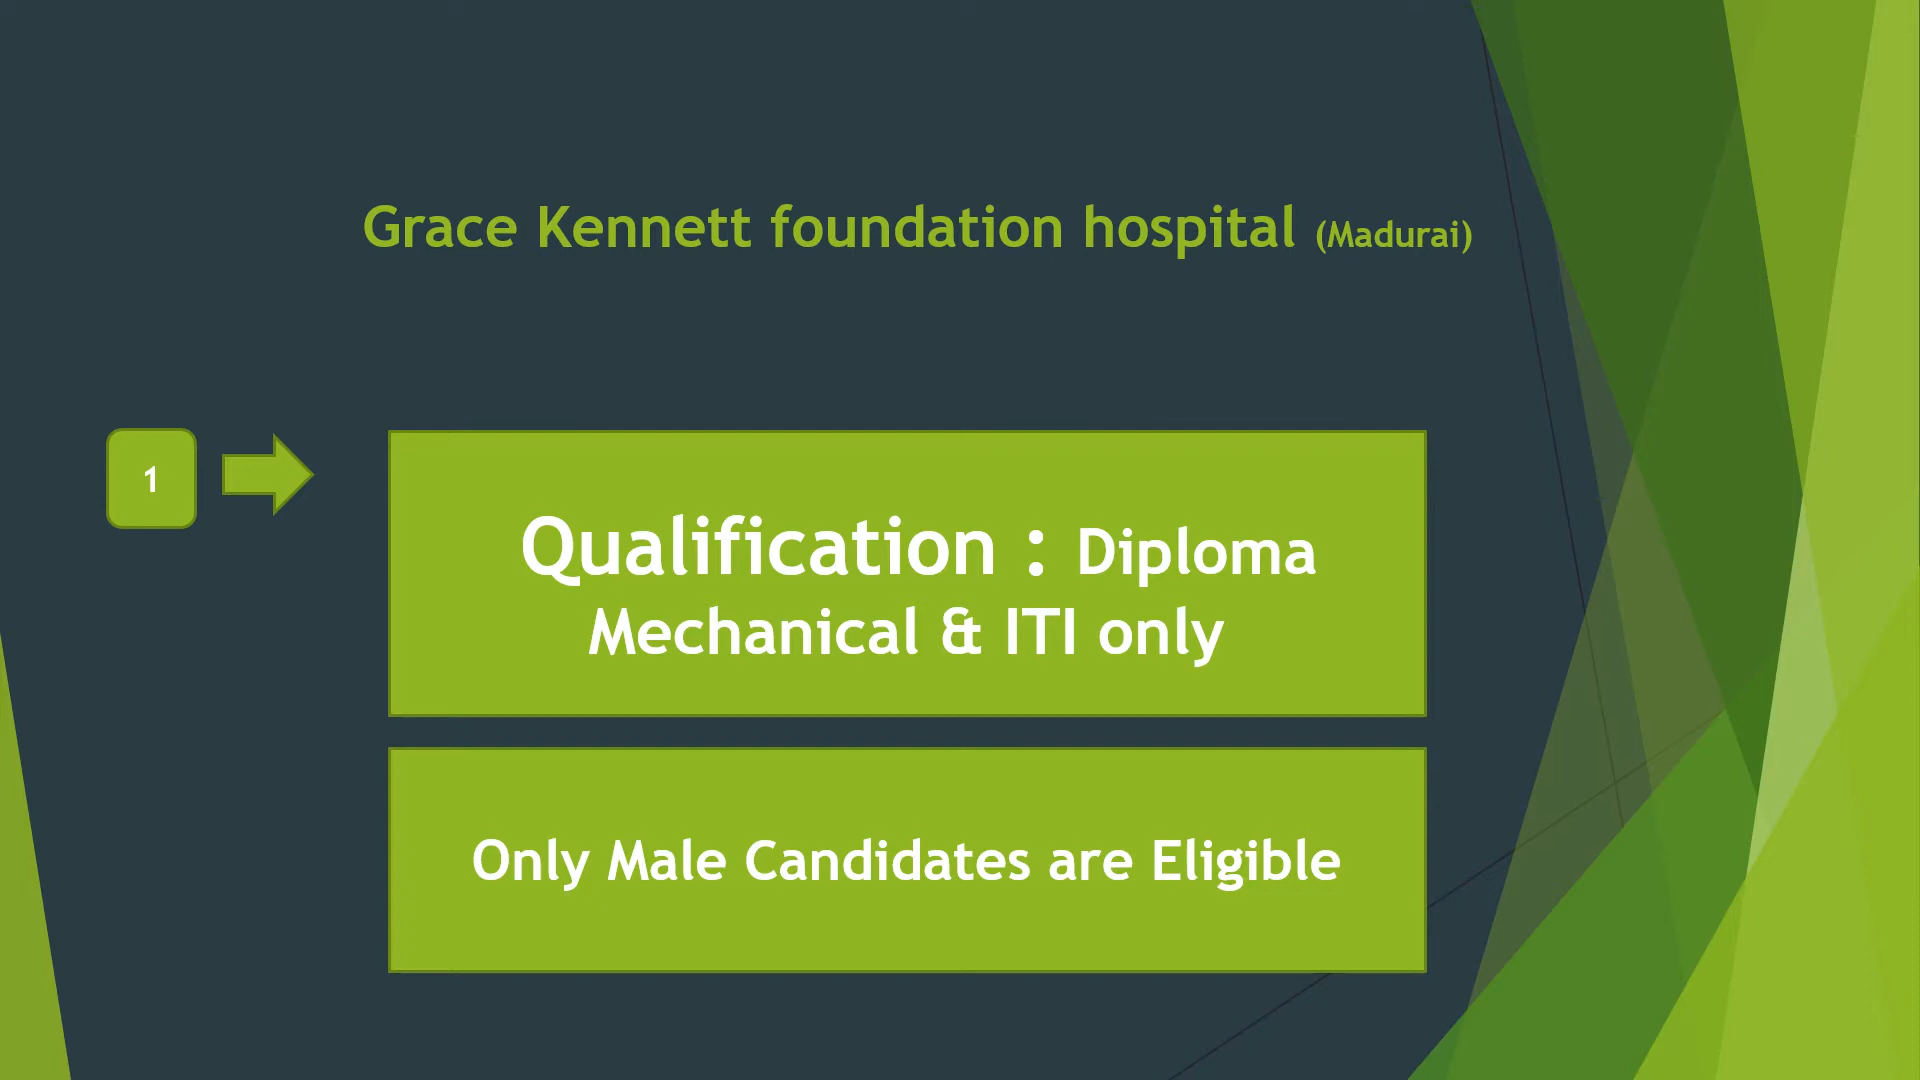 Grace Kennett foundation hospital (Madurai)
1
Qualification : Diploma
Mechanical & ITI only
Only Male Candidates are Eligible